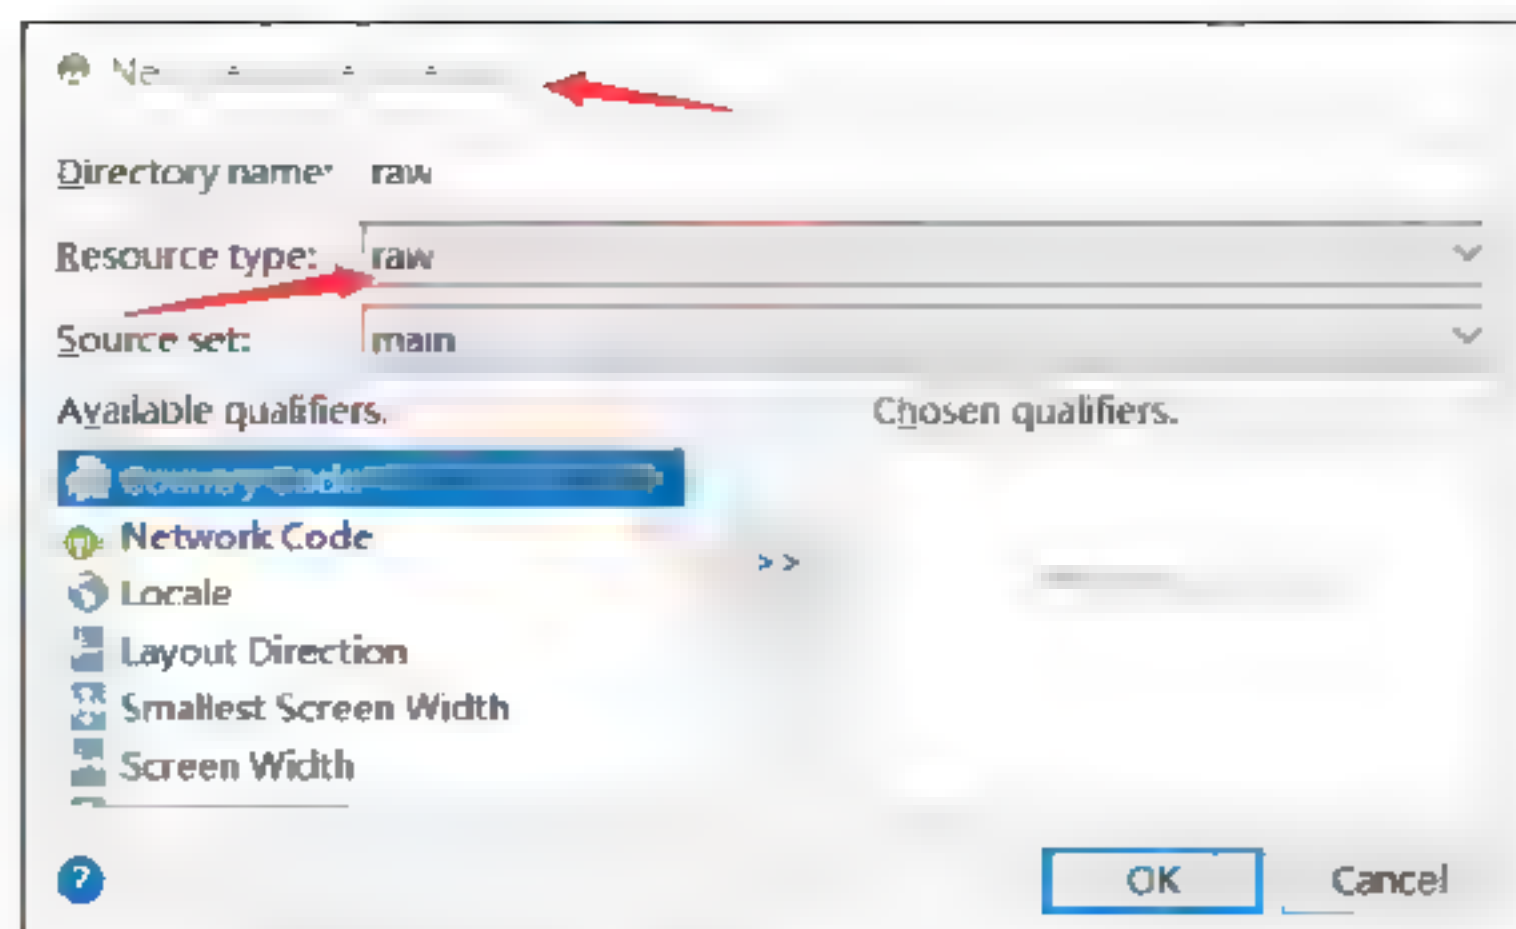 Directory name: raw
Resource type: raw
Source set: main
Available qualifiers:
Chosen qualifiers:
Network Code
>>
Locale
Layout Direction
Smallest Screen Width
Screen Width
?
OK Cancel